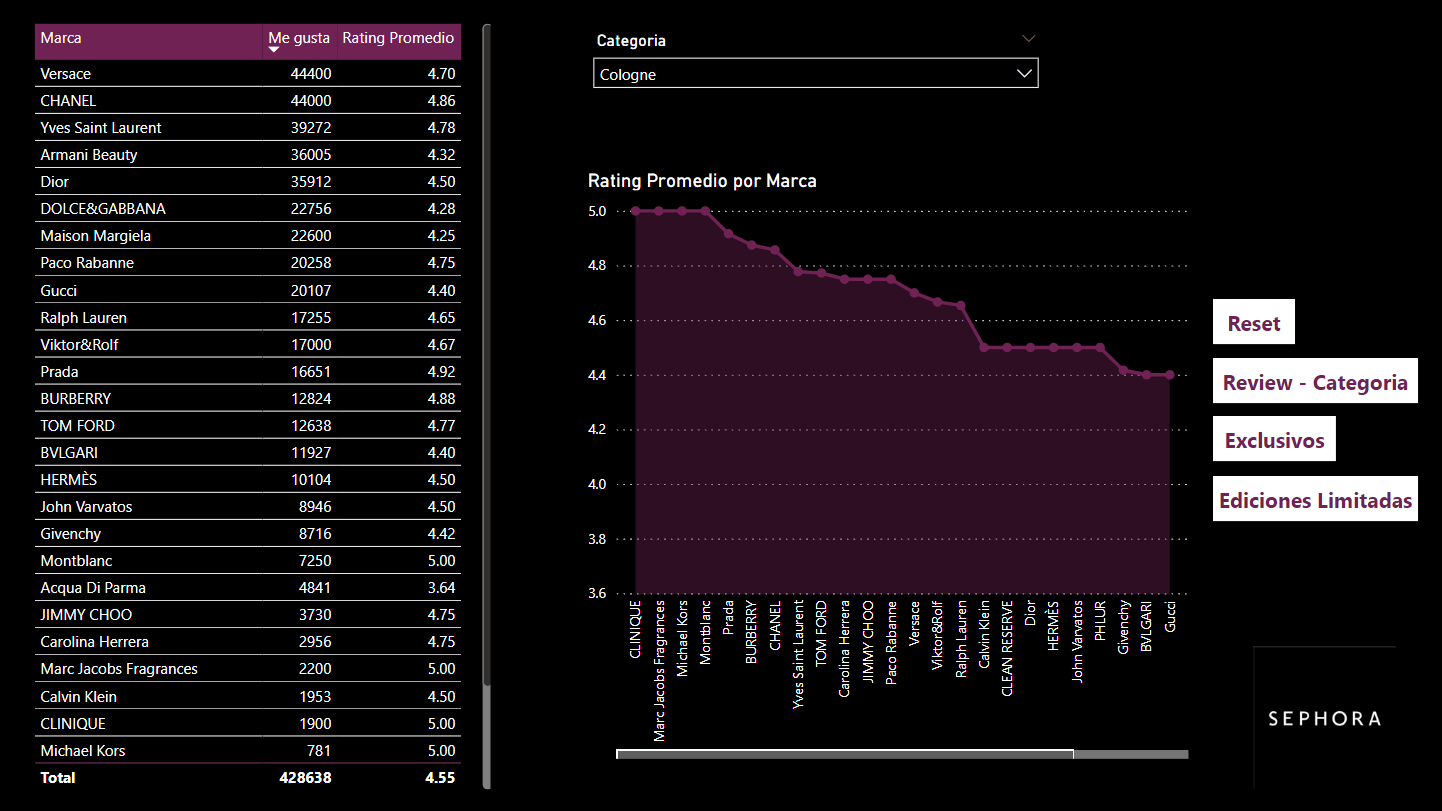 Marca Me gusta Rating Promedio
Versace 44400 4.70
CHANEL 44000 4.86
Yves Saint Laurent 39272 4.78
Armani Beauty 36005 4.32
Dior 35912 4.50
DOLCE&GABBANA 22756 4.28
Maison Margiela 22600 4.25
Paco Rabanne 20258 4.75
Gucci 20107 4.40
Ralph Lauren 17255 4.65
Viktor&Rolf 17000 4.67
Prada 16651 4.92
BURBERRY 12824 4.88
TOM FORD 12638 4.77
BVLGARI 11927 4.40
HERMÈS 10104 4.50
John Varvatos 8946 4.50
Givenchy 8716 4.42
Montblanc 7250 5.00
Acqua Di Parma 4841 3.64
JIMMY CHOO 3730 4.75
Carolina Herrera 2956 4.75
Marc Jacobs Fragrances 2200 5.00
Calvin Klein 1953 4.50
CLINIQUE 1900 5.00
Michael Kors 781 5.00
Total 428638 4.55
Categoria
Cologne
Rating Promedio por Marca
5.0
4.8
4.6
4.4
4.2
4.0
3.8
3.6
CLINIQUE
Marc Jacobs Fragrances
Michael Kors
Montblanc
Prada
BURBERRY
CHANEL
Yves Saint Laurent
TOM FORD
Carolina Herrera
JIMMY CHOO
Paco Rabanne
Versace
Viktor&Rolf
Ralph Lauren
Calvin Klein
CLEAN RESERVE
Dior
HERMÈS
John Varvatos
PHLUR
Givenchy
BVLGARI
Gucci
Reset
Review - Categoria
Exclusivos
Ediciones Limitadas
SEPHORA